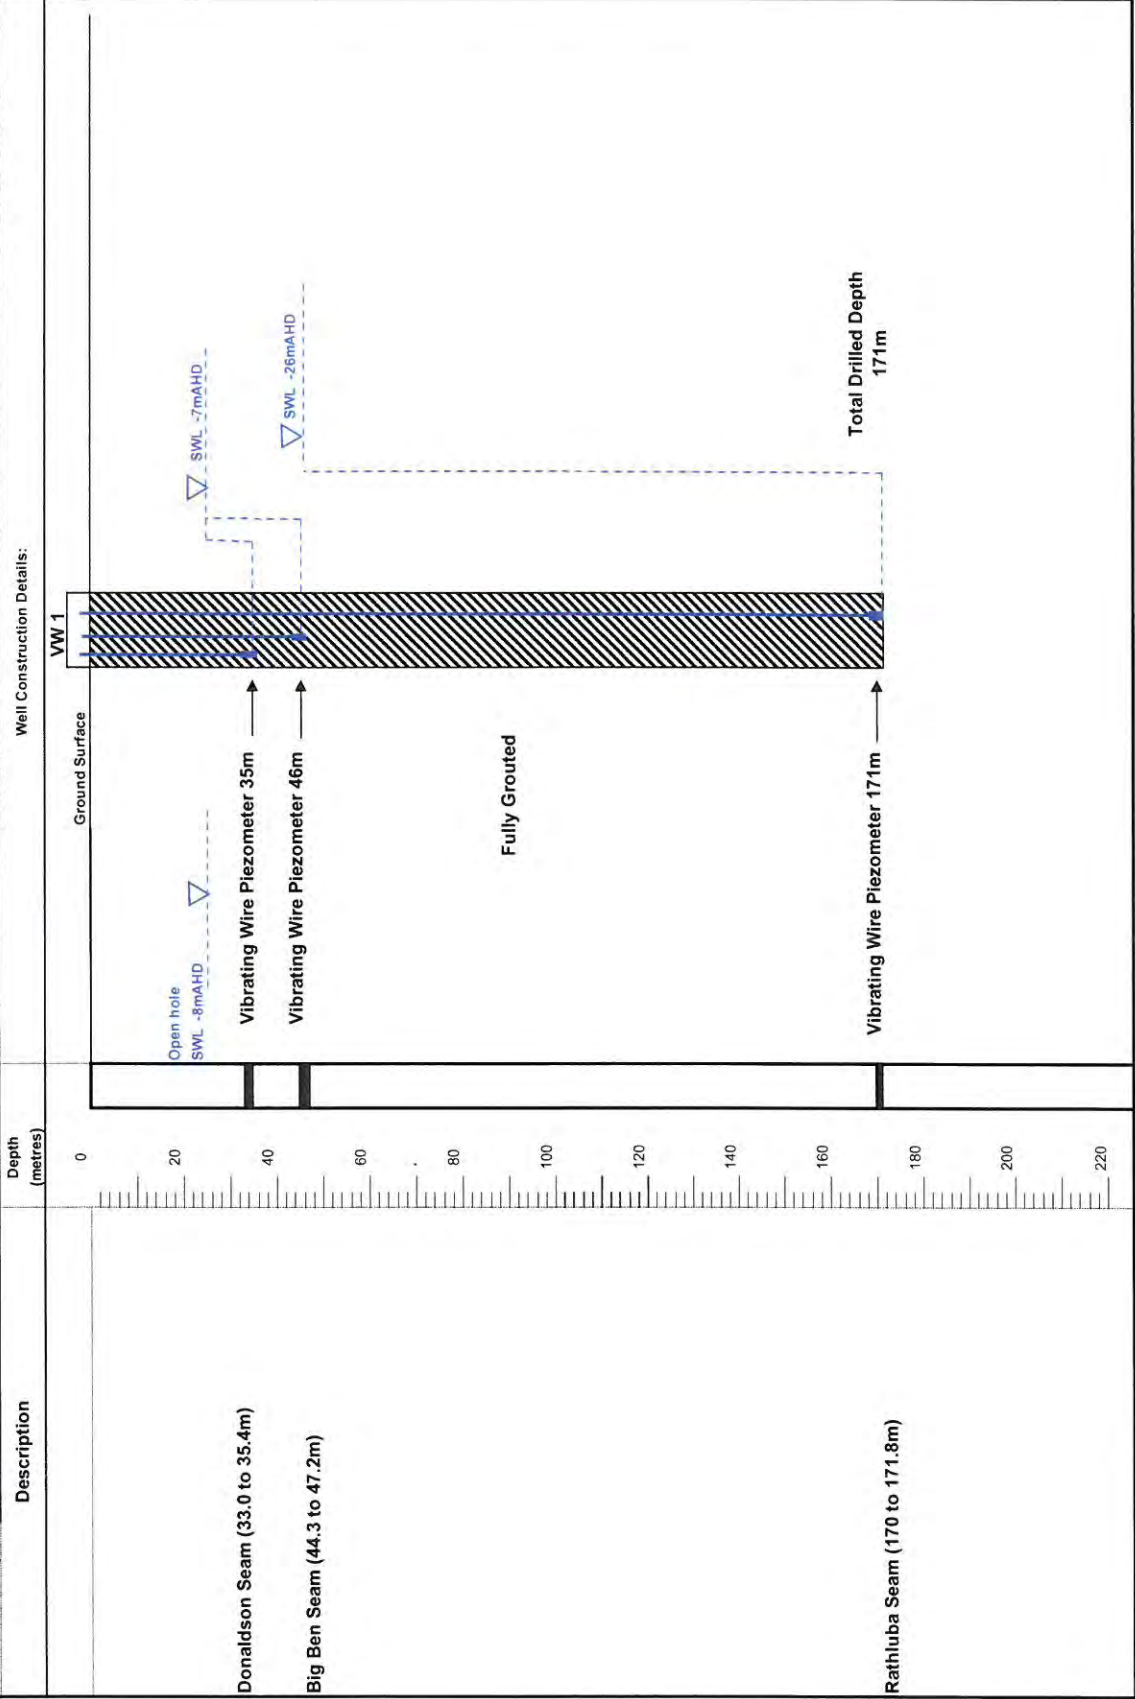 Description
Depth
(metres)
Well Construction Details:
VW 1
Ground Surface
0
20
40
60
80
100
120
140
160
180
200
220
Open hole
SWL -8mAHD
SWL -7mAHD
SWL -26mAHD
Donaldson Seam (33.0 to 35.4m)
Vibrating Wire Piezometer 35m
Big Ben Seam (44.3 to 47.2m)
Vibrating Wire Piezometer 46m
Fully Grouted
Rathluba Seam (170 to 171.8m)
Vibrating Wire Piezometer 171m
Total Drilled Depth
171m